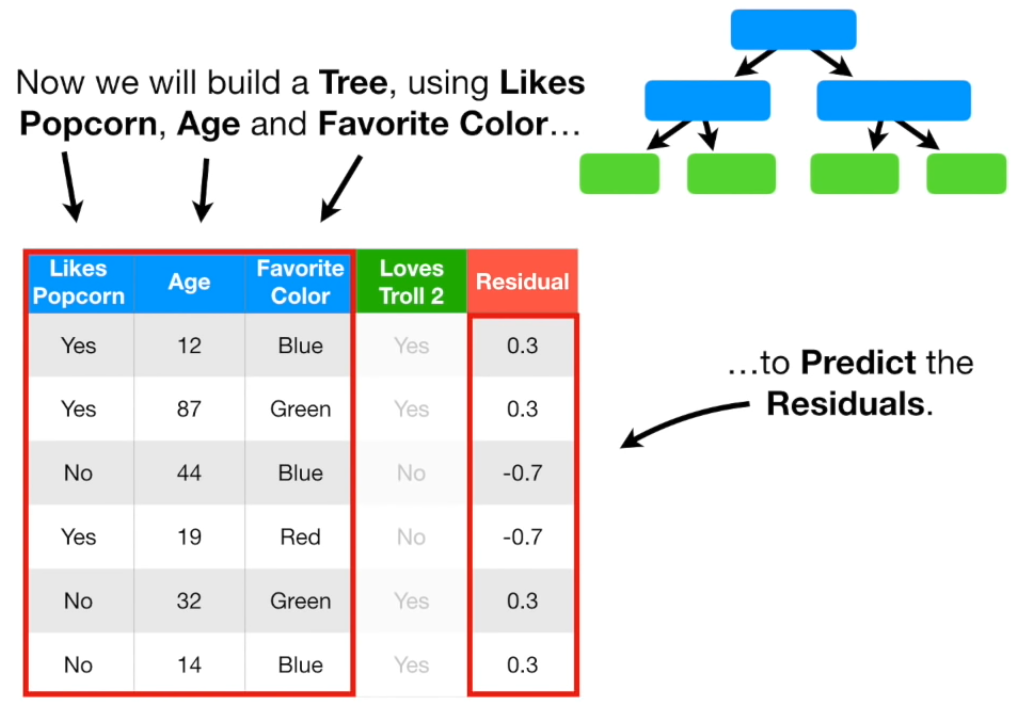 Now we will build a Tree, using Likes
Popcorn, Age and Favorite Color…
Likes Popcorn Age Favorite Color Loves Troll 2 Residual
Yes 12 Blue Yes 0.3
Yes 87 Green Yes 0.3
No 44 Blue No -0.7
Yes 19 Red No -0.7
No 32 Green Yes 0.3
No 14 Blue Yes 0.3
…to Predict the
Residuals.